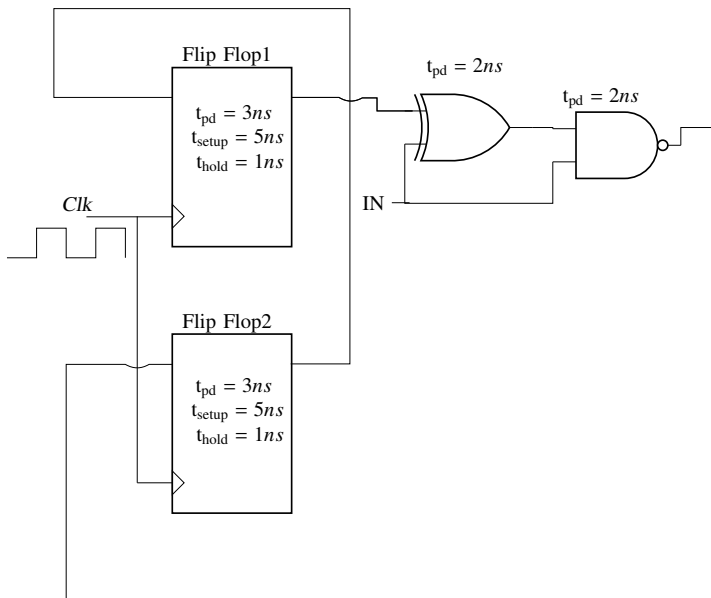 Flip Flop1
t_pd = 3ns
t_setup = 5ns
t_hold = 1ns
t_pd = 2ns
t_pd = 2ns
IN
Clk
Flip Flop2
t_pd = 3ns
t_setup = 5ns
t_hold = 1ns